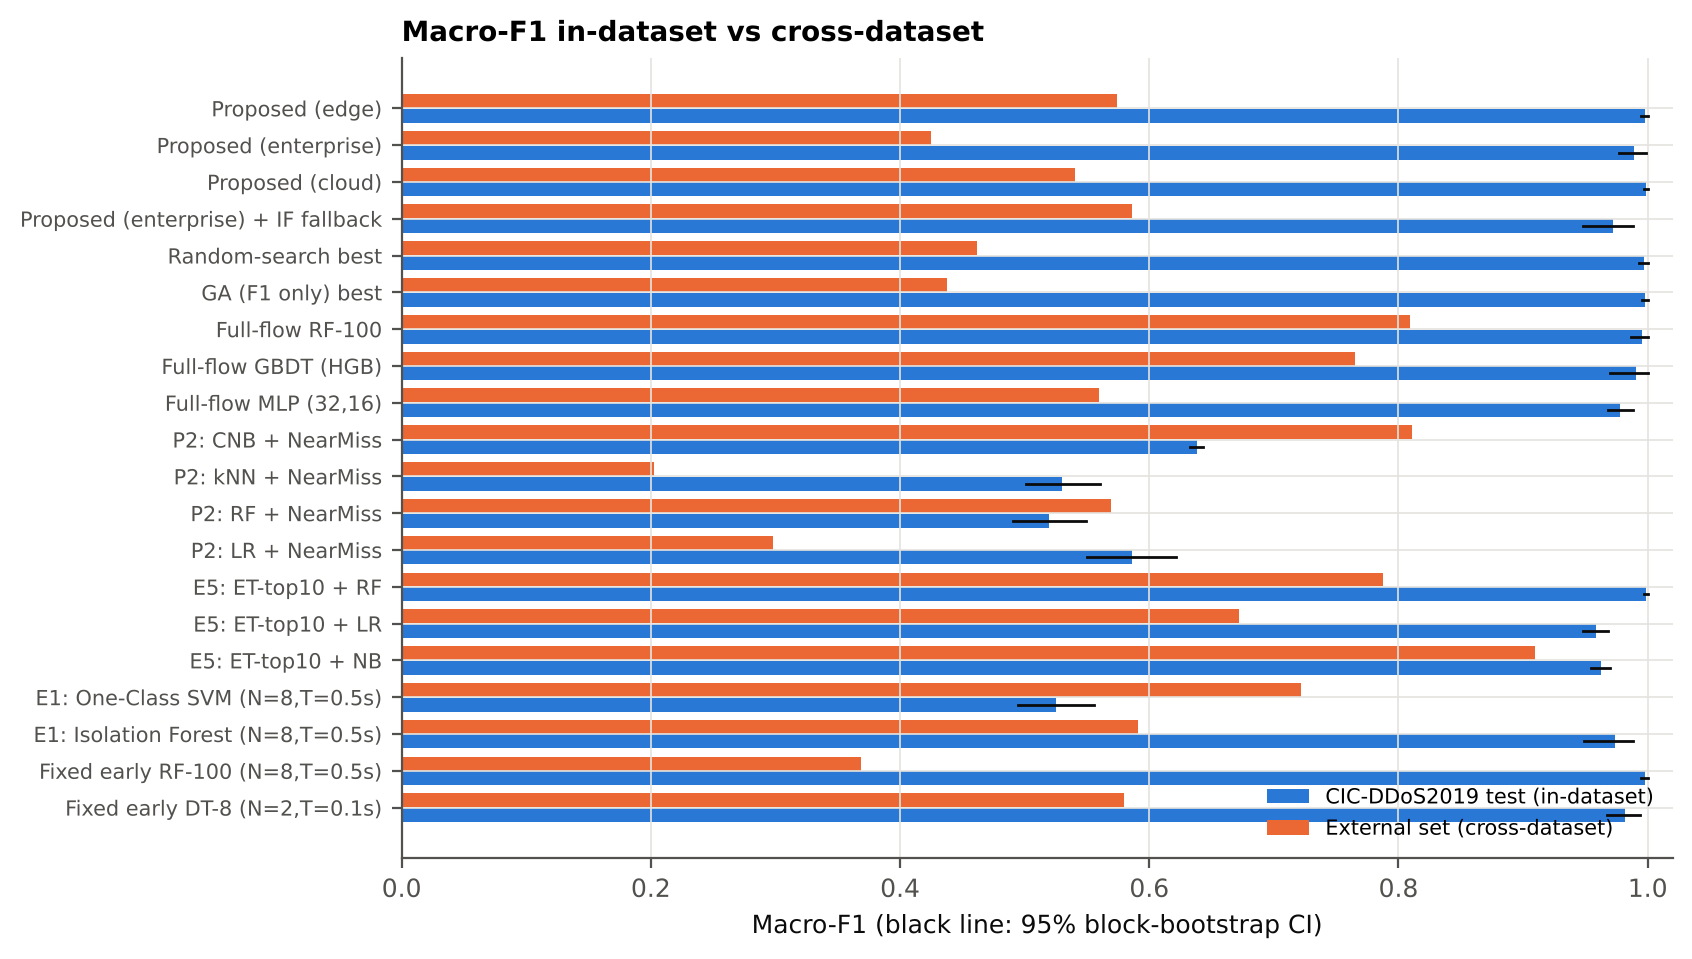 Macro-F1 in-dataset vs cross-dataset
Proposed (edge)
Proposed (enterprise)
Proposed (cloud)
Proposed (enterprise) + IF fallback
Random-search best
GA (F1 only) best
Full-flow RF-100
Full-flow GBDT (HGB)
Full-flow MLP (32,16)
P2: CNB + NearMiss
P2: kNN + NearMiss
P2: RF + NearMiss
P2: LR + NearMiss
E5: ET-top10 + RF
E5: ET-top10 + LR
E5: ET-top10 + NB
E1: One-Class SVM (N=8,T=0.5s)
E1: Isolation Forest (N=8,T=0.5s)
Fixed early RF-100 (N=8,T=0.5s)
Fixed early DT-8 (N=2,T=0.1s)
CIC-DDoS2019 test (in-dataset)
External set (cross-dataset)
0.0 0.2 0.4 0.6 0.8 1.0
Macro-F1 (black line: 95% block-bootstrap CI)